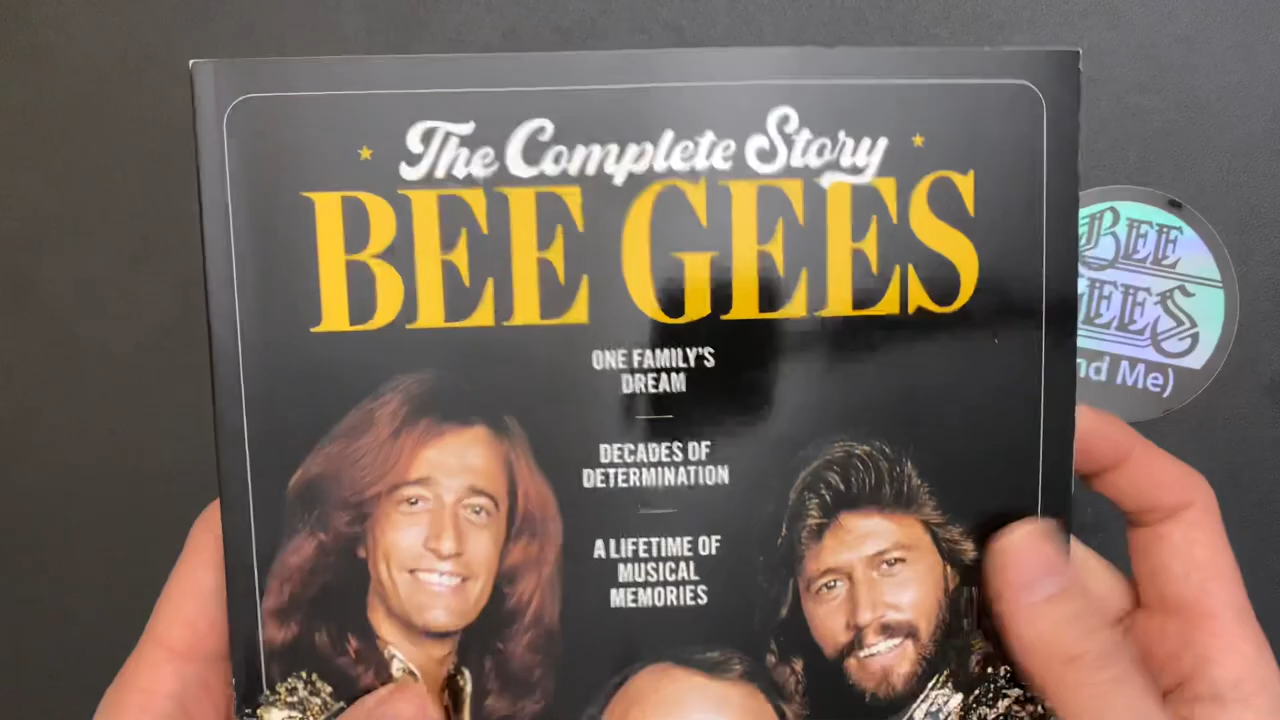 The Complete Story
BEE GEES
ONE FAMILY'S
DREAM
DECADES OF
DETERMINATION
A LIFETIME OF
MUSICAL
MEMORIES
BEE
GEES
nd Me)